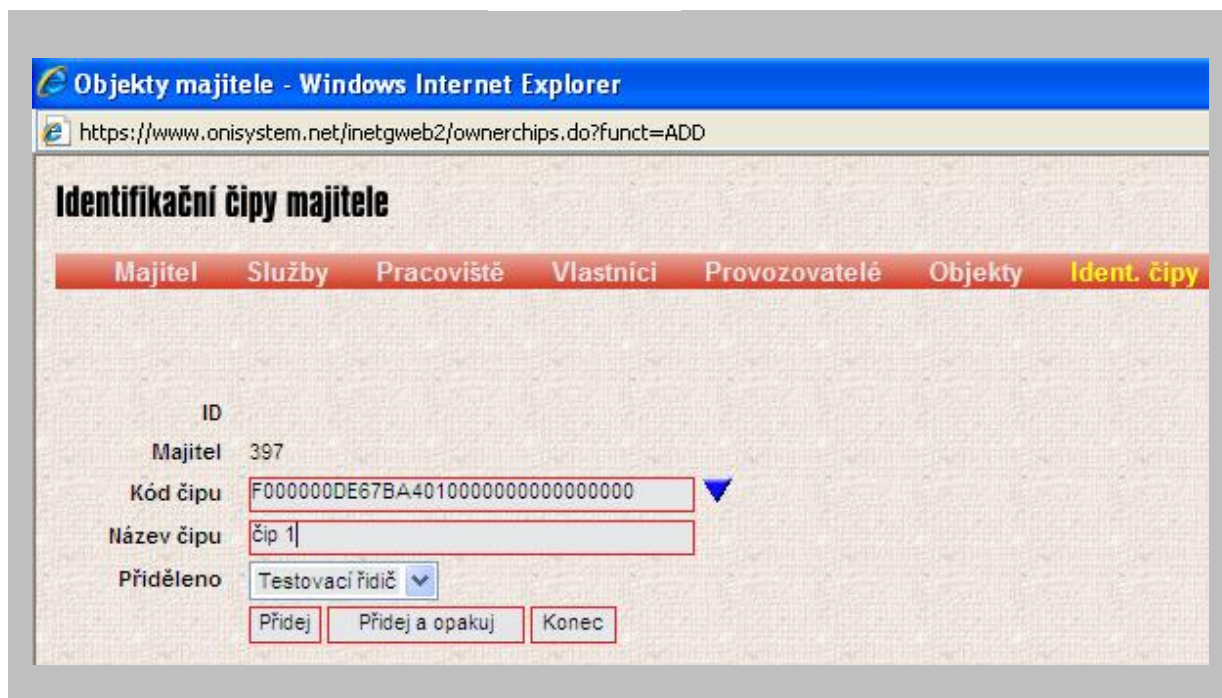 Objekty majitele - Windows Internet Explorer
https://www.onisystem.net/inetgweb2/ownerchips.do?funct=ADD
Identifikační čipy majitele
Majitel Služby Pracoviště Vlastníci Provozovatelé Objekty Ident. čipy
ID
Majitel 397
Kód čipu F000000DE67BA4010000000000000000
Název čipu čip 1
Přiděleno Testovací řidič
Přidej Přidej a opakuj Konec